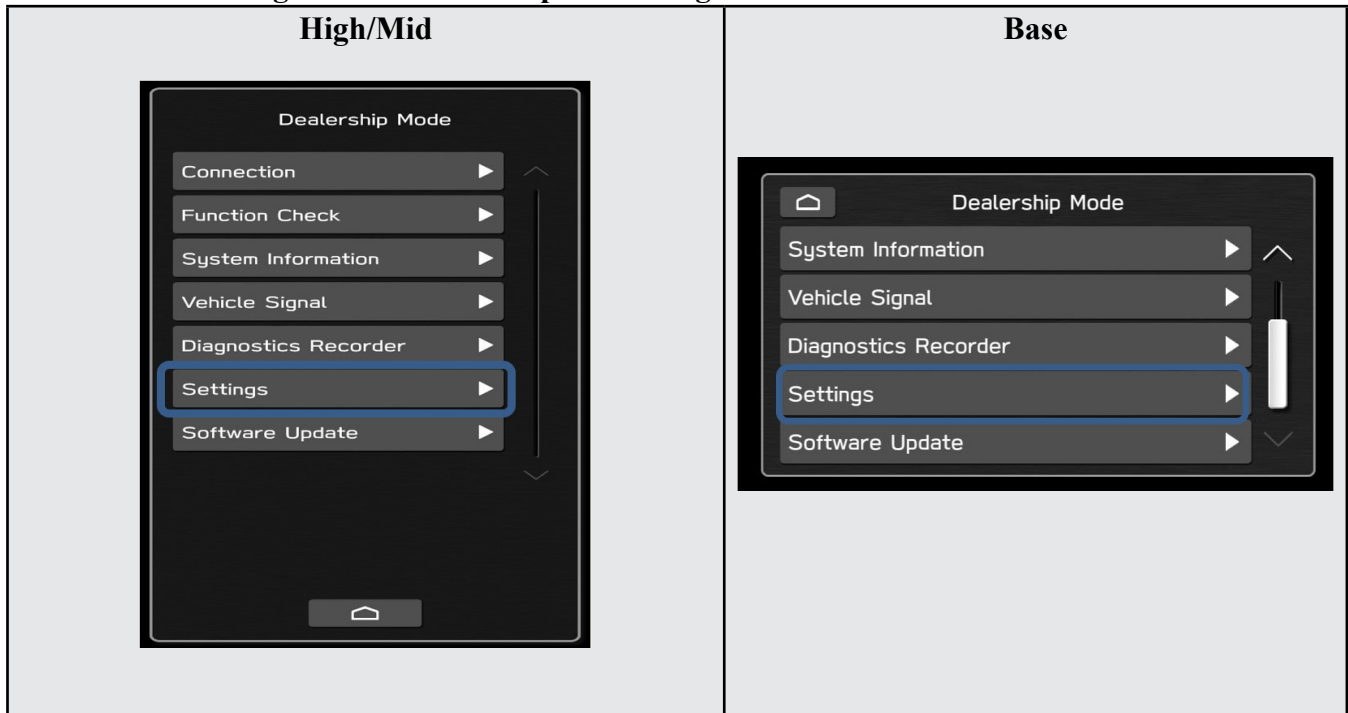 High/Mid
Dealership Mode
Connection
Function Check
System Information
Vehicle Signal
Diagnostics Recorder
Settings
Software Update
Base
Dealership Mode
System Information
Vehicle Signal
Diagnostics Recorder
Settings
Software Update